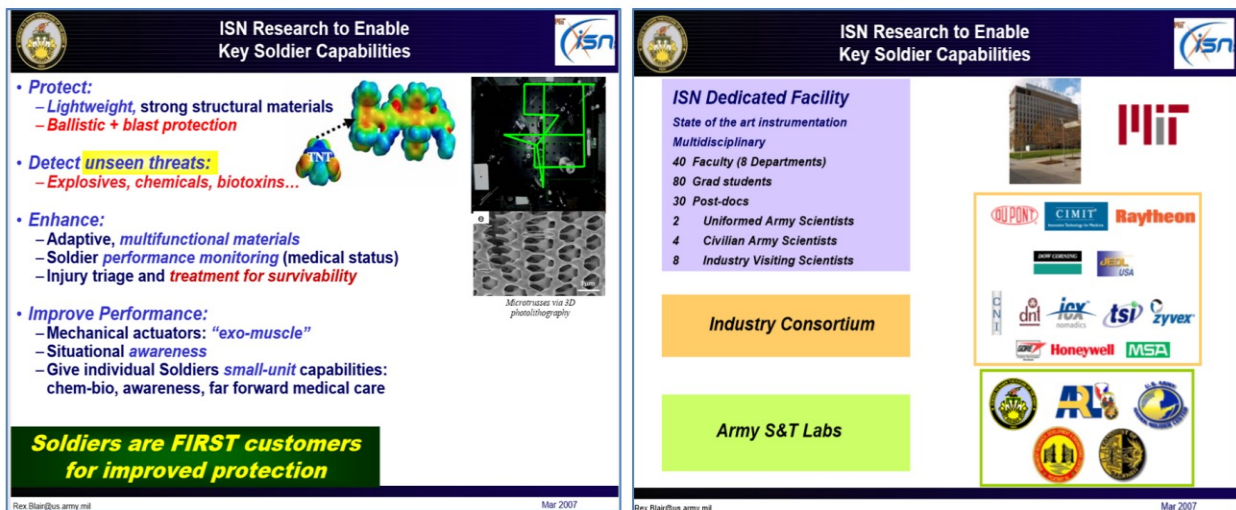 ISN Research to Enable
Key Soldier Capabilities
isn
• Protect:
– Lightweight, strong structural materials
– Ballistic + blast protection
TNT
• Detect unseen threats:
– Explosives, chemicals, biotoxins…
• Enhance:
– Adaptive, multifunctional materials
– Soldier performance monitoring (medical status)
– Injury triage and treatment for survivability
e
Microtrusses via 3D
photolithography
• Improve Performance:
– Mechanical actuators: “exo-muscle”
– Situational awareness
– Give individual Soldiers small-unit capabilities:
chem-bio, awareness, far forward medical care
Soldiers are FIRST customers
for improved protection
Rex.Blair@us.army.mil
Mar 2007
ISN Research to Enable
Key Soldier Capabilities
isn
ISN Dedicated Facility
State of the art instrumentation
Multidisciplinary
40 Faculty (8 Departments)
80 Grad students
30 Post-docs
2 Uniformed Army Scientists
4 Civilian Army Scientists
8 Industry Visiting Scientists
MIT
Industry Consortium
DUPONT
CIMIT
Raytheon
DOW CORNING
JEOL
USA
CNI
dnt
icx
nomadics
tsi
zyvex
GORE
Honeywell
MSA
Army S&T Labs
ARL
Rex.Blair@us.army.mil
Mar 2007